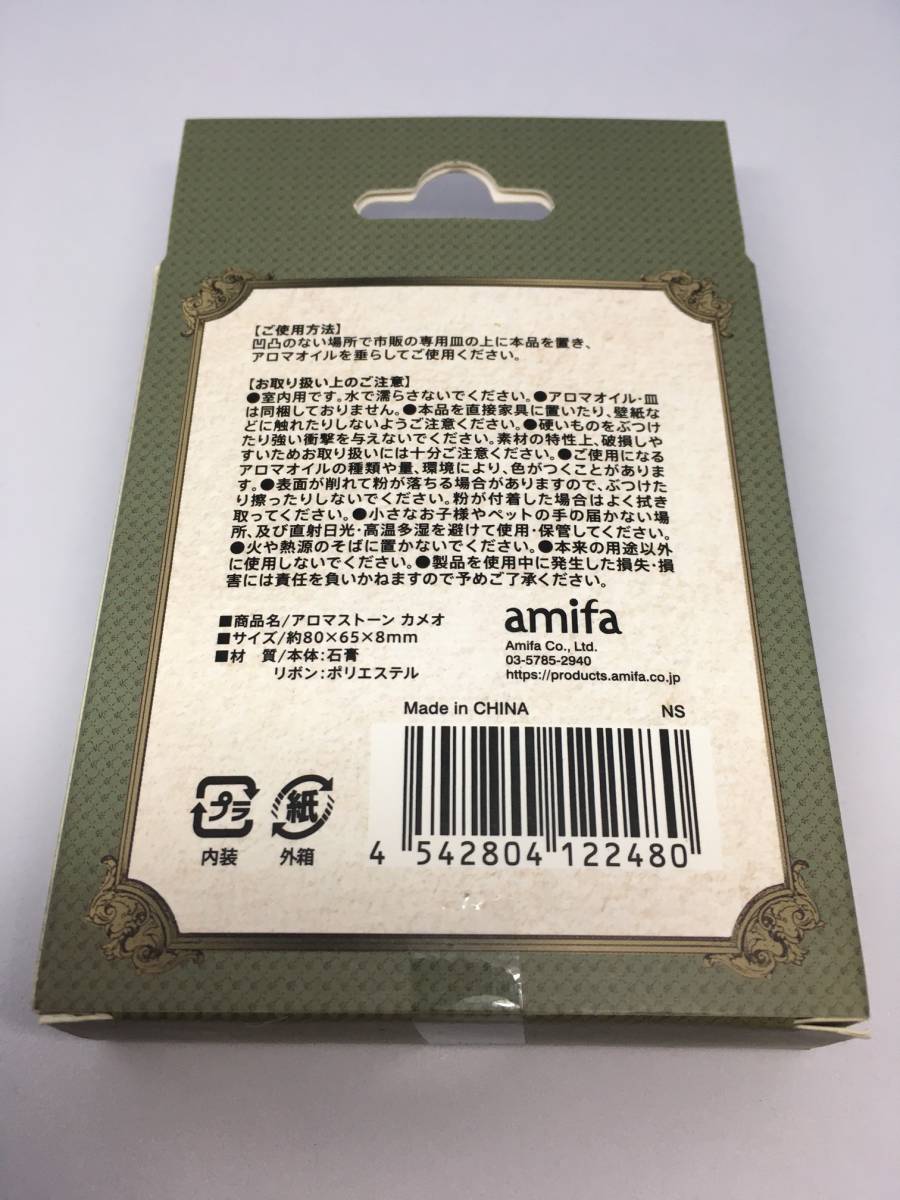 【ご使用方法】
凹凸のない場所で市販の専用皿の上に本品を置き、
アロマオイルを垂らしてご使用ください。
【お取り扱い上のご注意】
●室内用です。水で濡らさないでください。●アロマオイル・皿
は同梱しておりません。●本品を直接家具に置いたり、壁紙な
どに触れたりしないようご注意ください。●硬いものをぶつけ
たり強い衝撃を与えないでください。素材の特性上、破損しや
すいためお取り扱いには十分ご注意ください。●ご使用になる
アロマオイルの種類や量、環境により、色がつくことがありま
す。●表面が削れて粉が落ちる場合がありますので、ぶつけた
り擦ったりしないでください。粉が付着した場合はよく拭き
取ってください。●小さなお子様やペットの手の届かない場
所、及び直射日光・高温多湿を避けて使用・保管してください。
●火や熱源のそばに置かないでください。●本来の用途以外
に使用しないでください。●製品を使用中に発生した損失・損
害には責任を負いかねますので予めご了承ください。
■商品名/アロマストーン カメオ
■サイズ/約80×65×8mm
■材 質/本体:石膏
リボン:ポリエステル
amifa
Amifa Co., Ltd.
03-5785-2940
https://products.amifa.co.jp
Made in CHINA NS
プラ
内装
紙
外箱
4 542804 122480